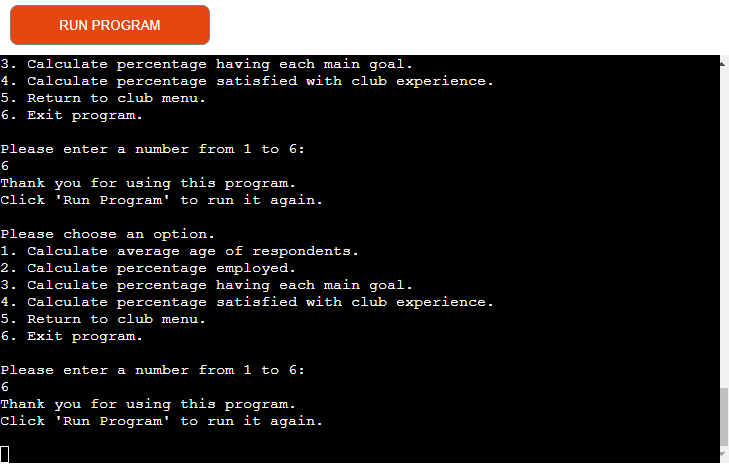 RUN PROGRAM
3. Calculate percentage having each main goal.
4. Calculate percentage satisfied with club experience.
5. Return to club menu.
6. Exit program.
Please enter a number from 1 to 6:
6
Thank you for using this program.
Click 'Run Program' to run it again.
Please choose an option.
1. Calculate average age of respondents.
2. Calculate percentage employed.
3. Calculate percentage having each main goal.
4. Calculate percentage satisfied with club experience.
5. Return to club menu.
6. Exit program.
Please enter a number from 1 to 6:
6
Thank you for using this program.
Click 'Run Program' to run it again.